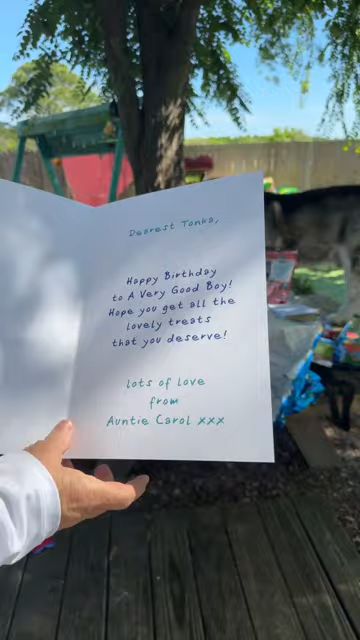 Dearest Tonka,
Happy Birthday
to A Very Good Boy!
Hope you get all the
lovely treats
that you deserve!
lots of love
from
Auntie Carol xxx